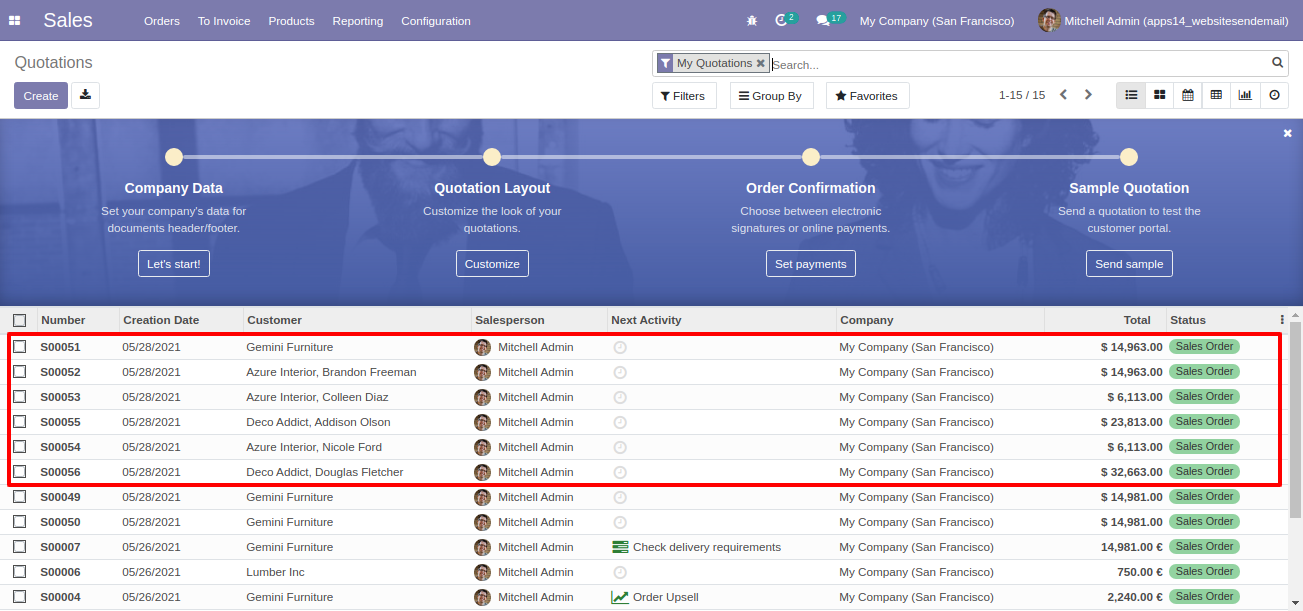 Sales Orders To Invoice Products Reporting Configuration 2 17 My Company (San Francisco) Mitchell Admin (apps14_websitesendemail)
Quotations
My Quotations Search...
Create
Filters Group By Favorites 1-15 / 15
Company Data Quotation Layout Order Confirmation Sample Quotation
Set your company's data for Customize the look of your Choose between electronic Send a quotation to test the
documents header/footer. quotations. signatures or online payments. customer portal.
Let's start! Customize Set payments Send sample
Number Creation Date Customer Salesperson Next Activity Company Total Status
S00051 05/28/2021 Gemini Furniture Mitchell Admin My Company (San Francisco) $ 14,963.00 Sales Order
S00052 05/28/2021 Azure Interior, Brandon Freeman Mitchell Admin My Company (San Francisco) $ 14,963.00 Sales Order
S00053 05/28/2021 Azure Interior, Colleen Diaz Mitchell Admin My Company (San Francisco) $ 6,113.00 Sales Order
S00055 05/28/2021 Deco Addict, Addison Olson Mitchell Admin My Company (San Francisco) $ 23,813.00 Sales Order
S00054 05/28/2021 Azure Interior, Nicole Ford Mitchell Admin My Company (San Francisco) $ 6,113.00 Sales Order
S00056 05/28/2021 Deco Addict, Douglas Fletcher Mitchell Admin My Company (San Francisco) $ 32,663.00 Sales Order
S00049 05/28/2021 Gemini Furniture Mitchell Admin My Company (San Francisco) $ 14,981.00 Sales Order
S00050 05/28/2021 Gemini Furniture Mitchell Admin My Company (San Francisco) $ 14,981.00 Sales Order
S00007 05/26/2021 Gemini Furniture Mitchell Admin Check delivery requirements My Company (San Francisco) 14,981.00 € Sales Order
S00006 05/26/2021 Lumber Inc Mitchell Admin My Company (San Francisco) 750.00 € Sales Order
S00004 05/26/2021 Gemini Furniture Mitchell Admin Order Upsell My Company (San Francisco) 2,240.00 € Sales Order